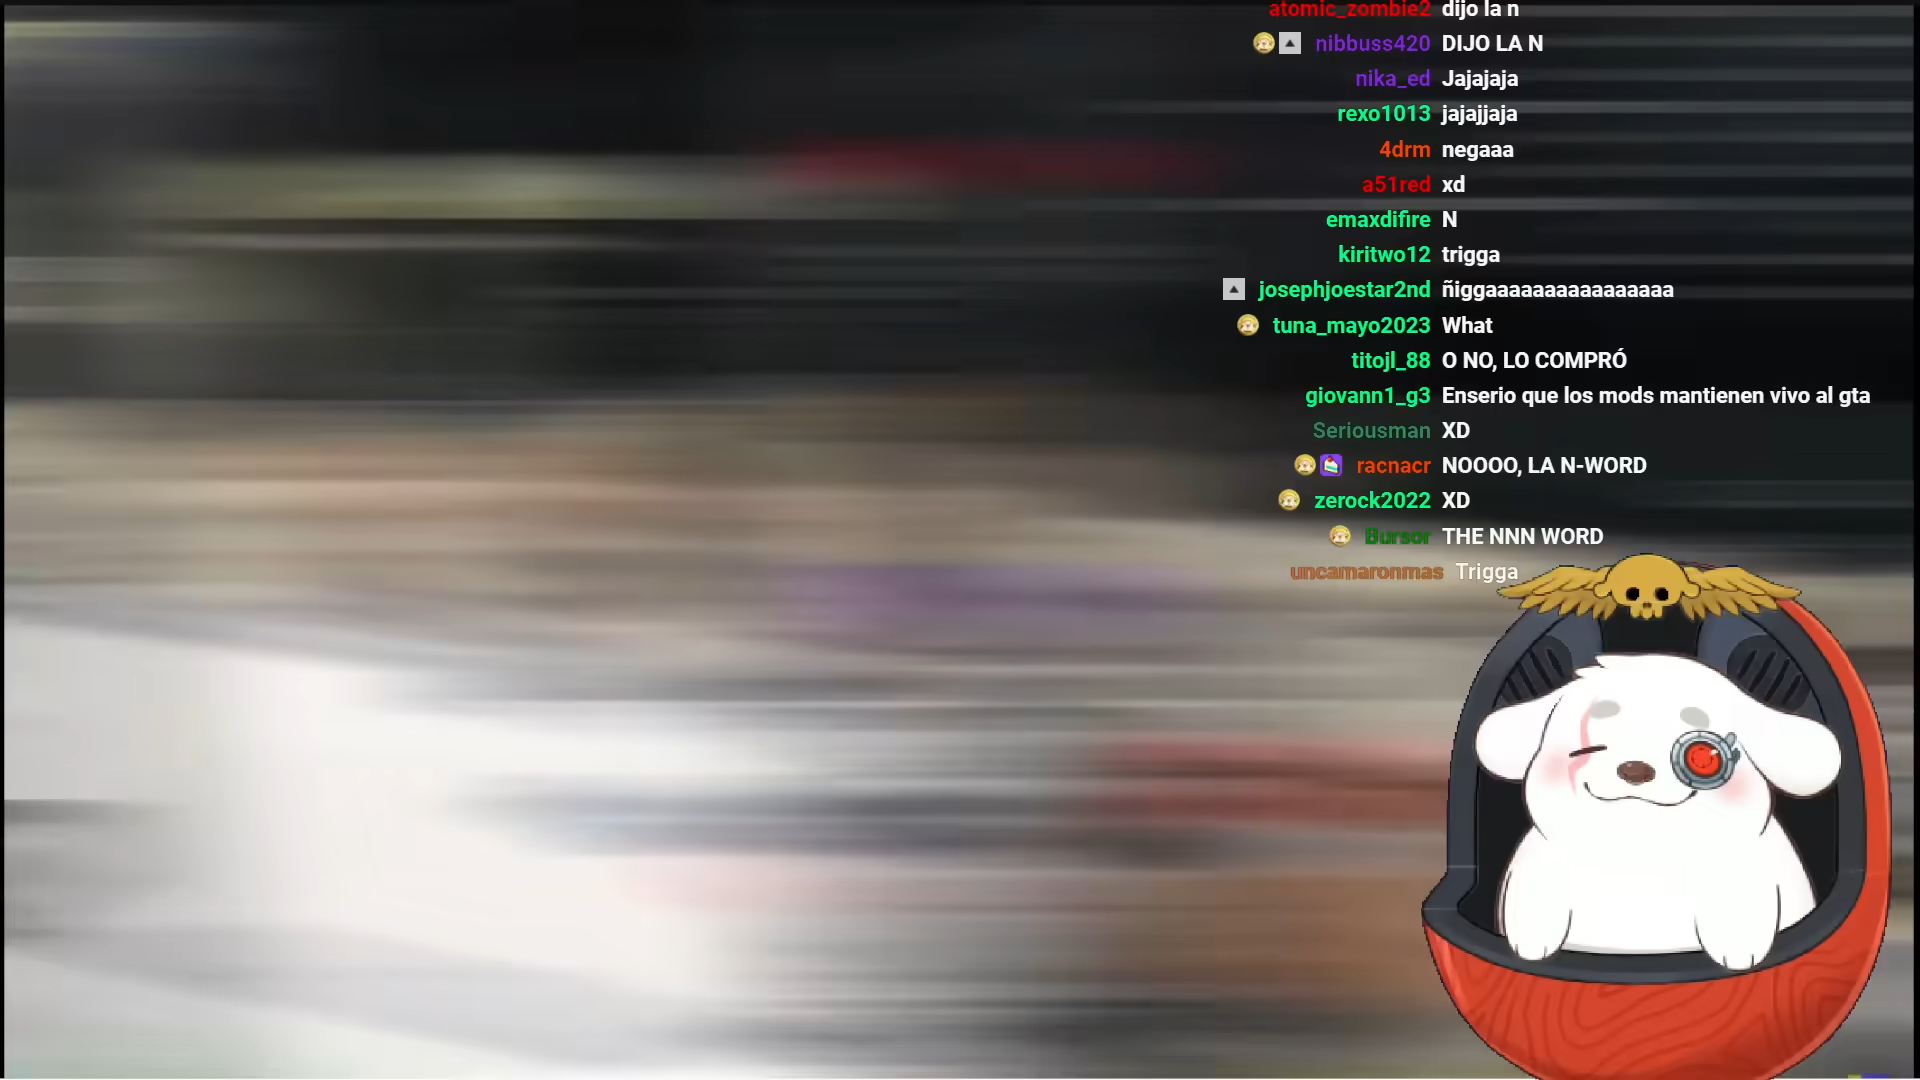 atomic_zombie2 dijo la n
nibbuss420 DIJO LA N
nika_ed Jajajaja
rexo1013 jajajjaja
4drm negaaa
a51red xd
emaxdifire N
kiritwo12 trigga
josephjoestar2nd ñiggaaaaaaaaaaaaaaaa
tuna_mayo2023 What
titojl_88 O NO, LO COMPRÓ
giovann1_g3 Enserio que los mods mantienen vivo al gta
Seriousman XD
racnacr NOOOO, LA N-WORD
zerock2022 XD
Bursor THE NNN WORD
uncamaronmas Trigga